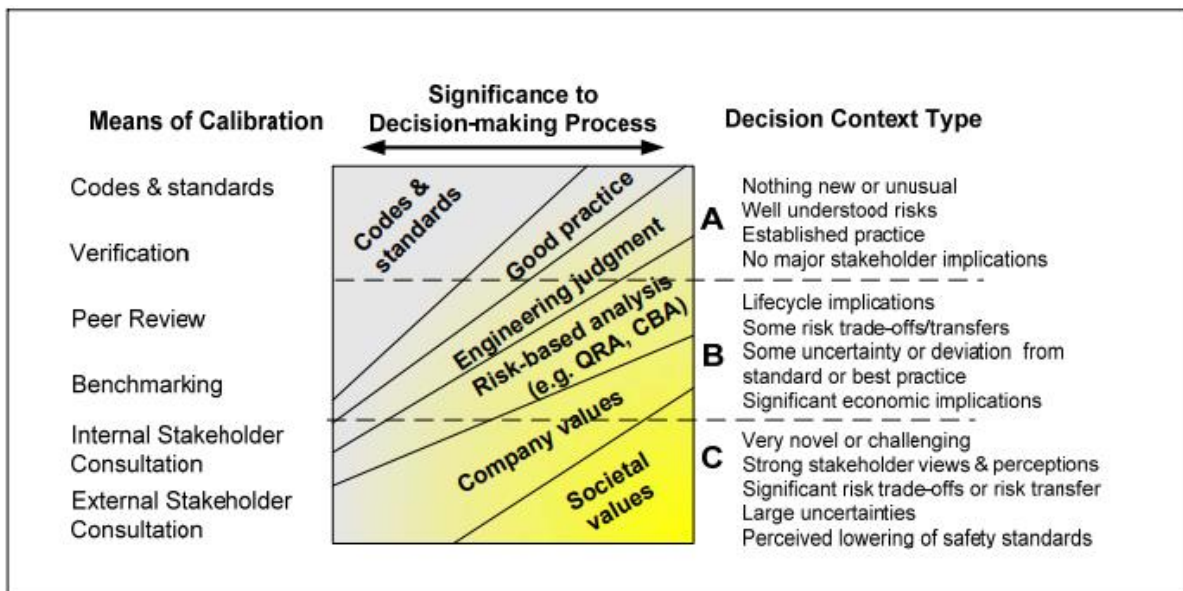 Means of Calibration
Codes & standards
Verification
Peer Review
Benchmarking
Internal Stakeholder
Consultation
External Stakeholder
Consultation
Significance to
Decision-making Process
Codes &
standards
Good practice
Engineering judgment
Risk-based analysis
(e.g. QRA, CBA)
Company values
Societal
values
Decision Context Type
A
Nothing new or unusual
Well understood risks
Established practice
No major stakeholder implications
B
Lifecycle implications
Some risk trade-offs/transfers
Some uncertainty or deviation from
standard or best practice
Significant economic implications
C
Very novel or challenging
Strong stakeholder views & perceptions
Significant risk trade-offs or risk transfer
Large uncertainties
Perceived lowering of safety standards